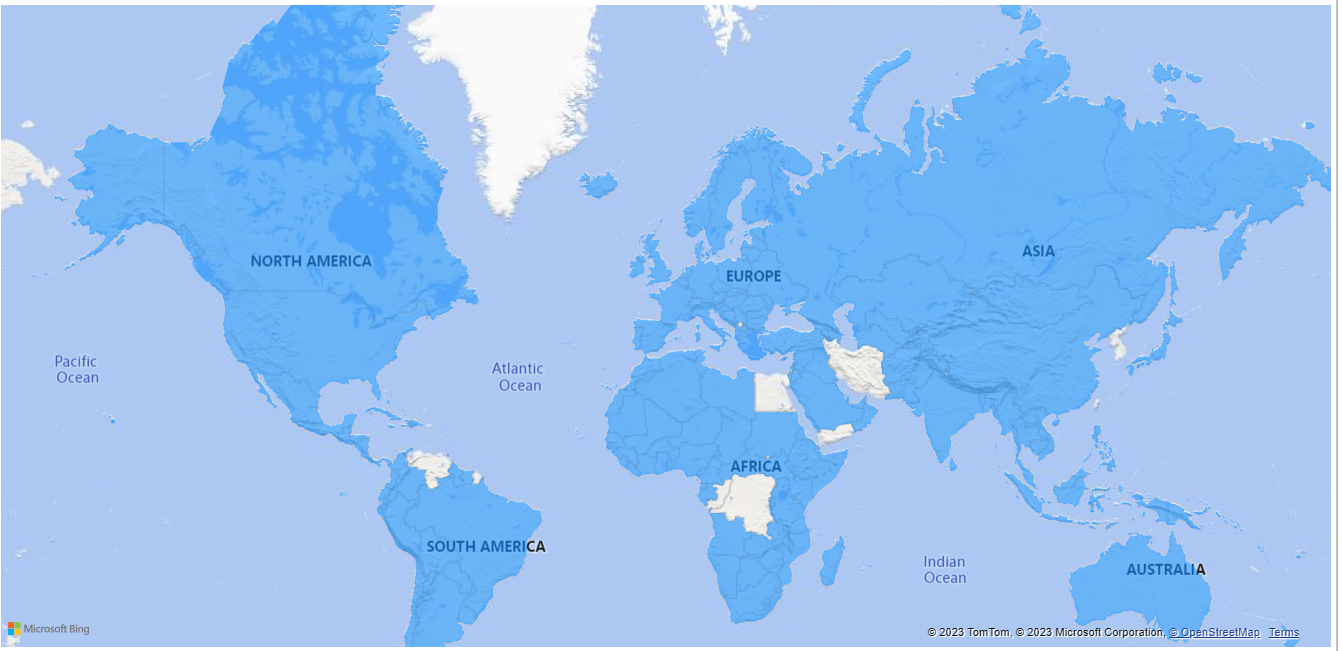 NORTH AMERICA
EUROPE
ASIA
Pacific
Ocean
Atlantic
Ocean
AFRICA
SOUTH AMERICA
Indian
Ocean
AUSTRALIA
Microsoft Bing
© 2023 TomTom, © 2023 Microsoft Corporation, © OpenStreetMap Terms